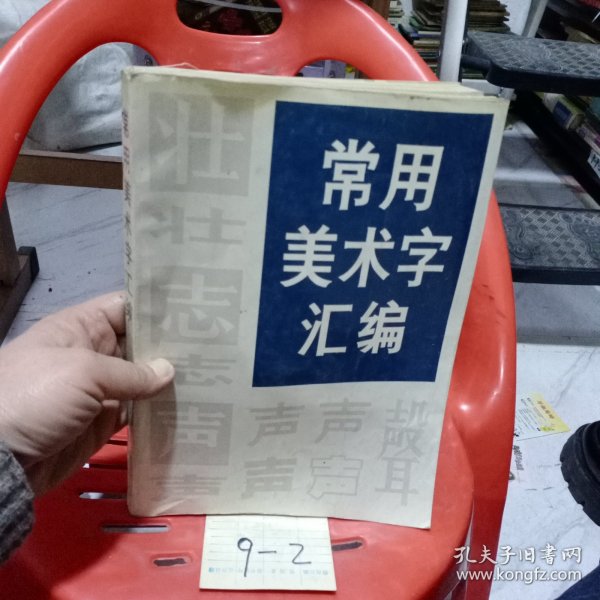 常用
美术字
汇编
壮
壮
志
志
声
声 声
声 声 声
9-2
孔夫子旧书网
www.kongfz.com